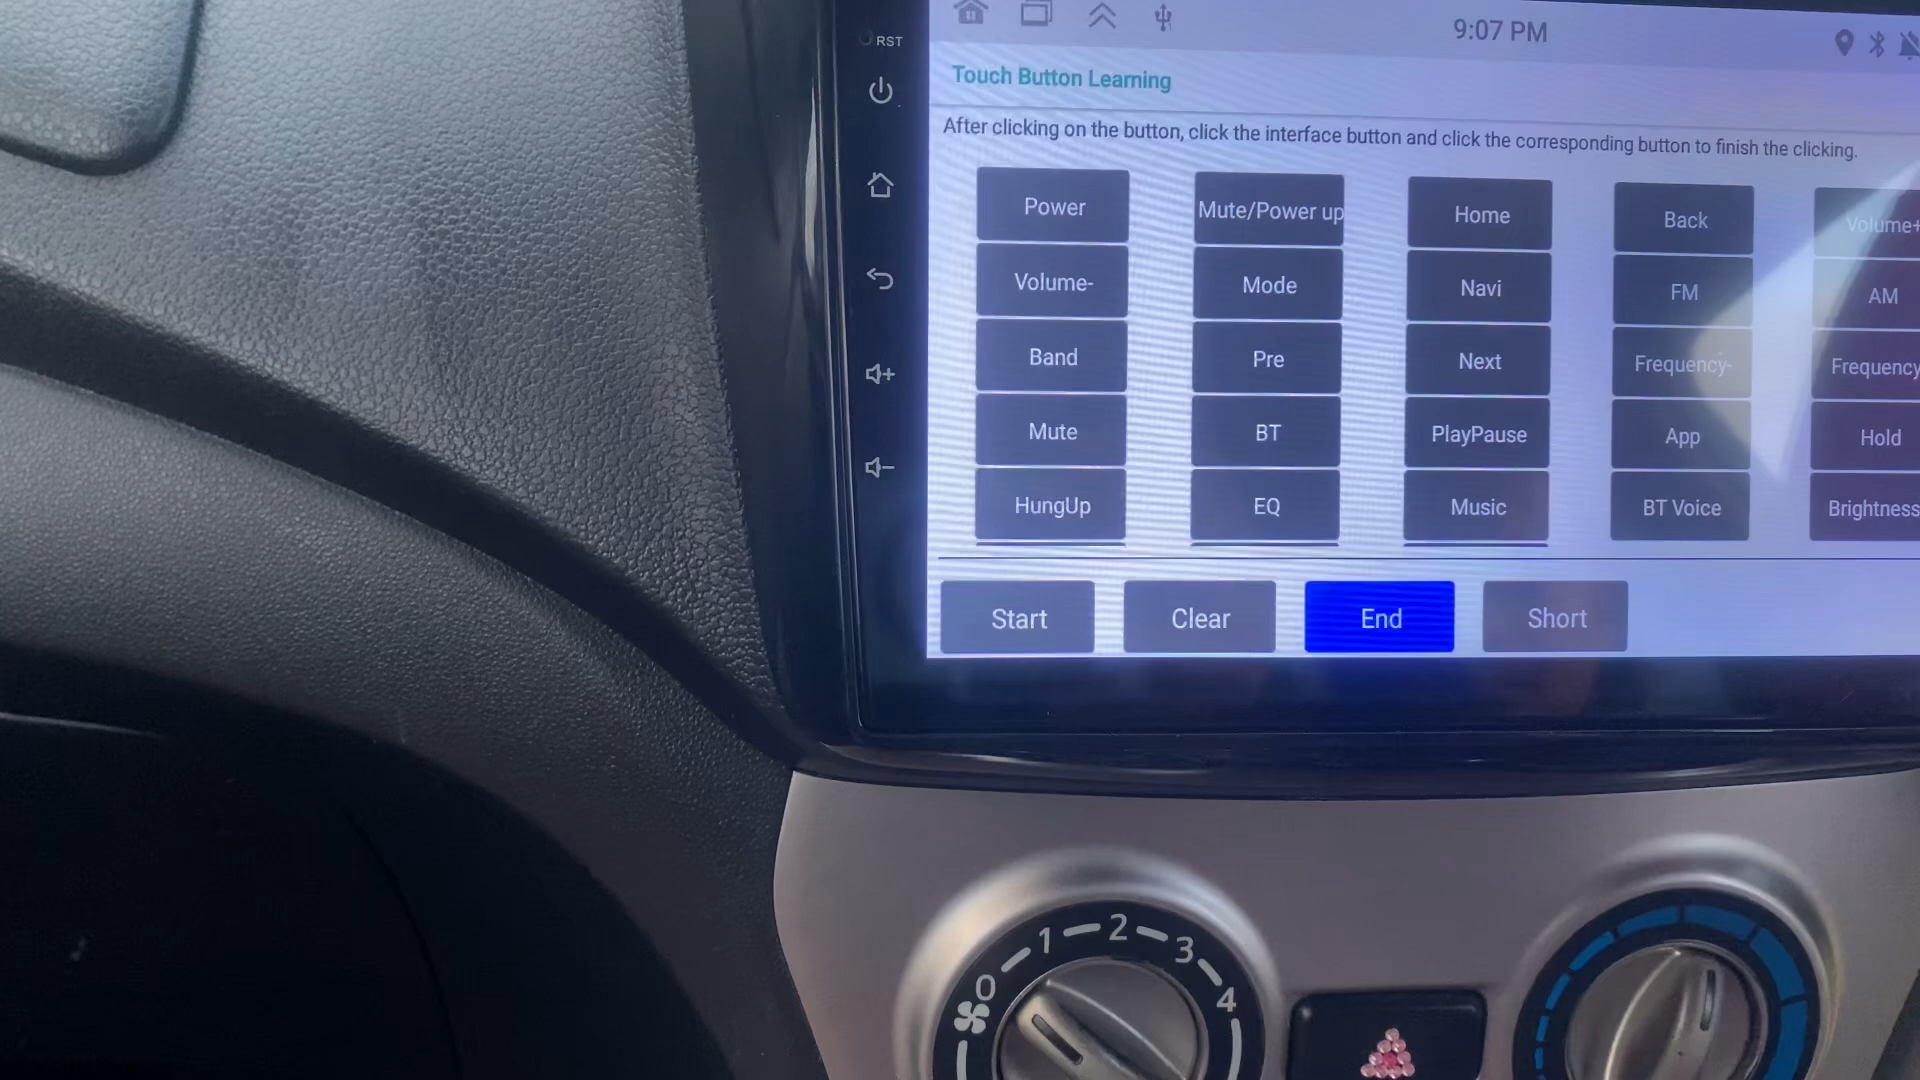 RST
9:07 PM
Touch Button Learning
After clicking on the button, click the interface button and click the corresponding button to finish the clicking.
Power Mute/Power up Home Back Volume+
Volume- Mode Navi FM AM
Band Pre Next Frequency- Frequency
Mute BT PlayPause App Hold
HungUp EQ Music BT Voice Brightness
Start Clear End Short
0 1 2 3 4